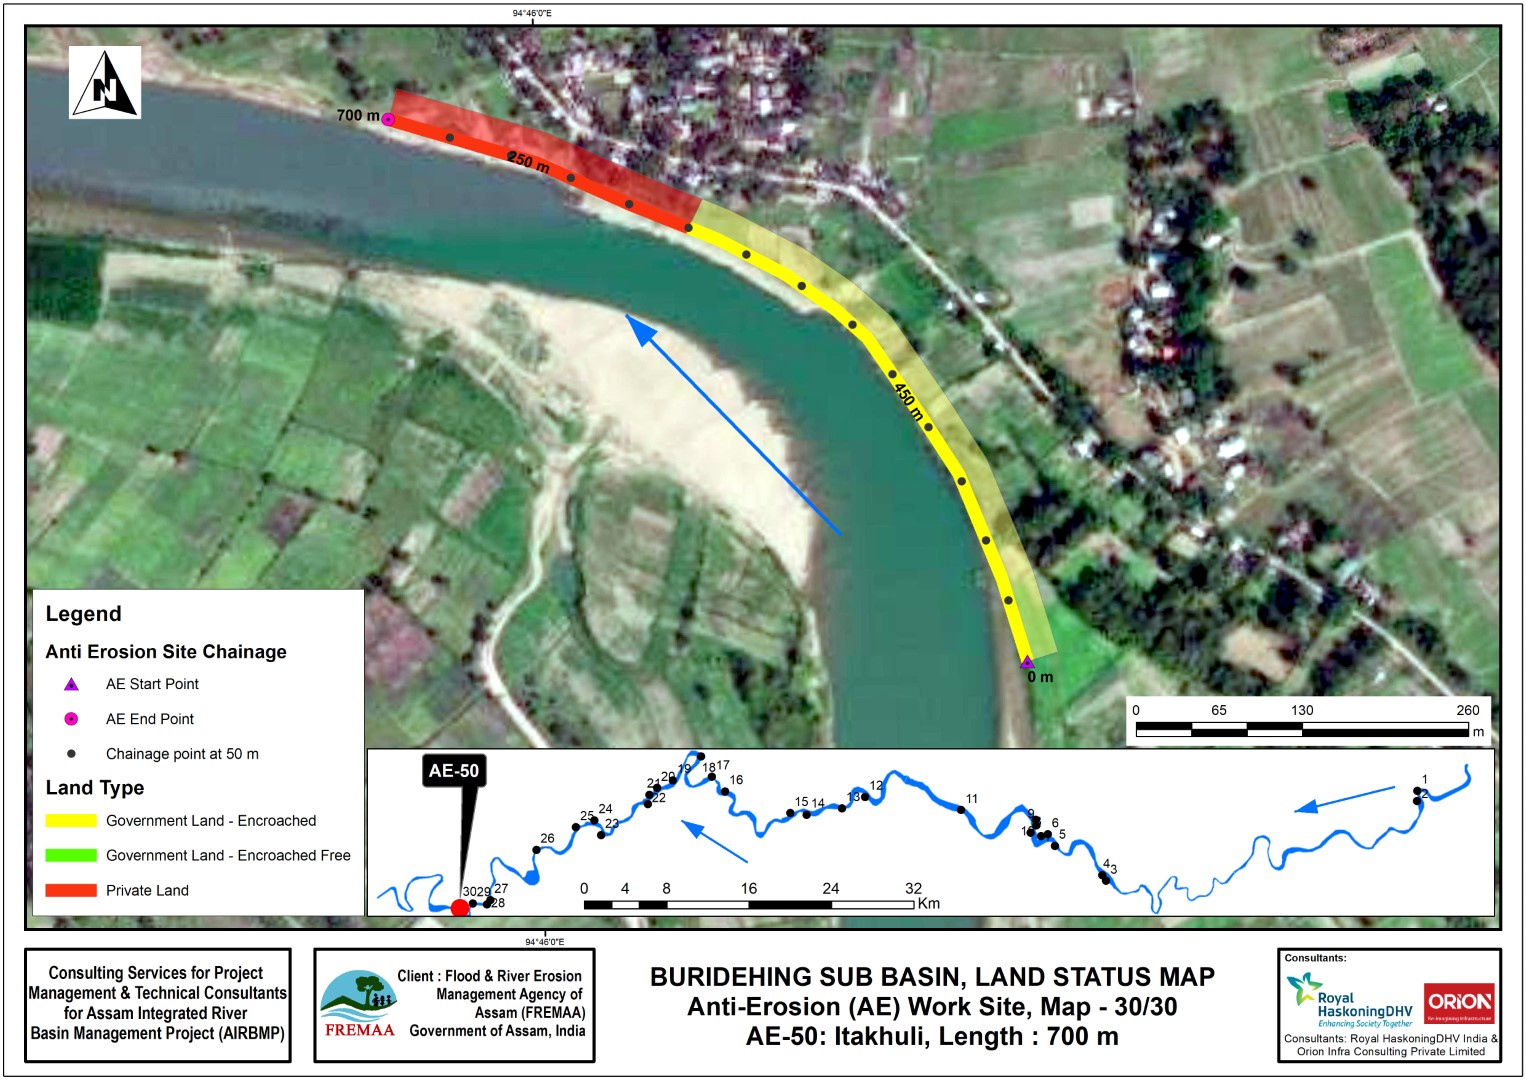 94°46'0"E
N
700 m
250 m
450 m
0 m
0 65 130 260
m
Legend
Anti Erosion Site Chainage
AE Start Point
AE End Point
Chainage point at 50 m
Land Type
Government Land - Encroached
Government Land - Encroached Free
Private Land
AE-50
30 29 28 27 26 25 24 23 22 21 20 19 18 17 16 15 14 13 12 11 9 6 5 4 3 1
0 4 8 16 24 32
Km
94°46'0"E
Consulting Services for Project
Management & Technical Consultants
for Assam Integrated River
Basin Management Project (AIRBMP)
FREMAA
Client : Flood & River Erosion
Management Agency of
Assam (FREMAA)
Government of Assam, India
BURIDEHING SUB BASIN, LAND STATUS MAP
Anti-Erosion (AE) Work Site, Map - 30/30
AE-50: Itakhuli, Length : 700 m
Consultants:
Royal
HaskoningDHV
Enhancing Society Together
ORION
Re-imagining infrastructure
Consultants: Royal HaskoningDHV India &
Orion Infra Consulting Private Limited